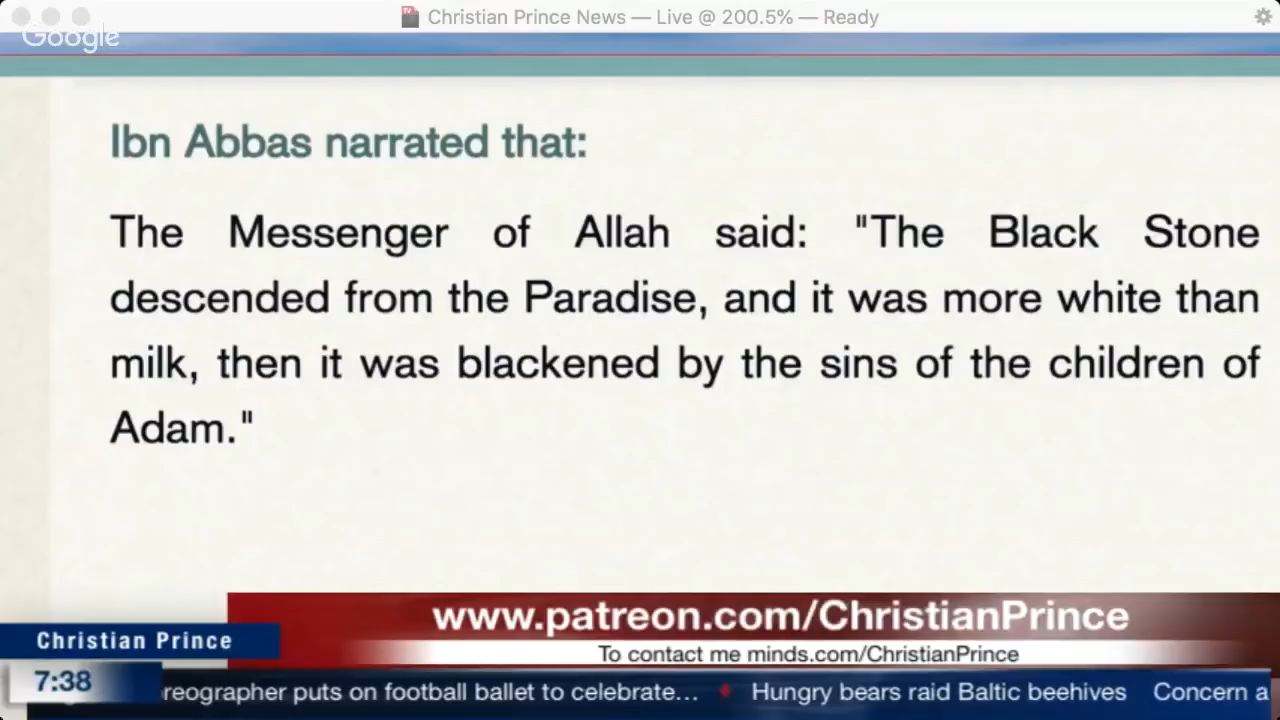 Christian Prince News — Live @ 200.5% — Ready
Google
Ibn Abbas narrated that:
The Messenger of Allah said: "The Black Stone
descended from the Paradise, and it was more white than
milk, then it was blackened by the sins of the children of
Adam."
www.patreon.com/ChristianPrince
Christian Prince
To contact me minds.com/ChristianPrince
7:38
reographer puts on football ballet to celebrate... ♦ Hungry bears raid Baltic beehives Concern a